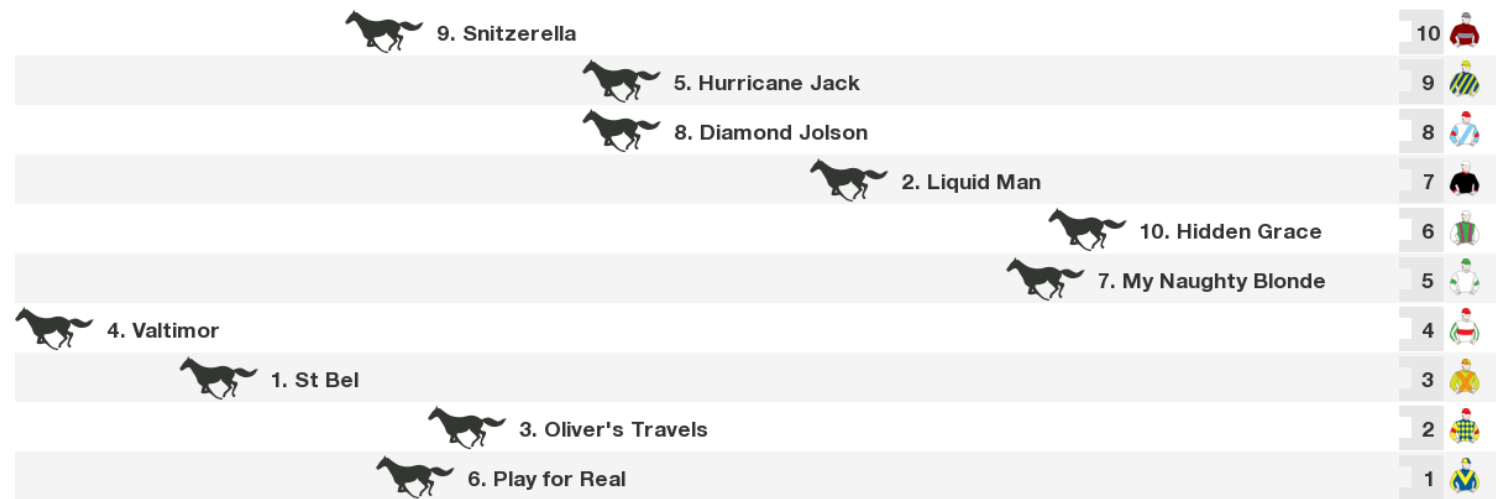 9. Snitzerella 10
5. Hurricane Jack 9
8. Diamond Jolson 8
2. Liquid Man 7
10. Hidden Grace 6
7. My Naughty Blonde 5
4. Valtimor 4
1. St Bel 3
3. Oliver's Travels 2
6. Play for Real 1